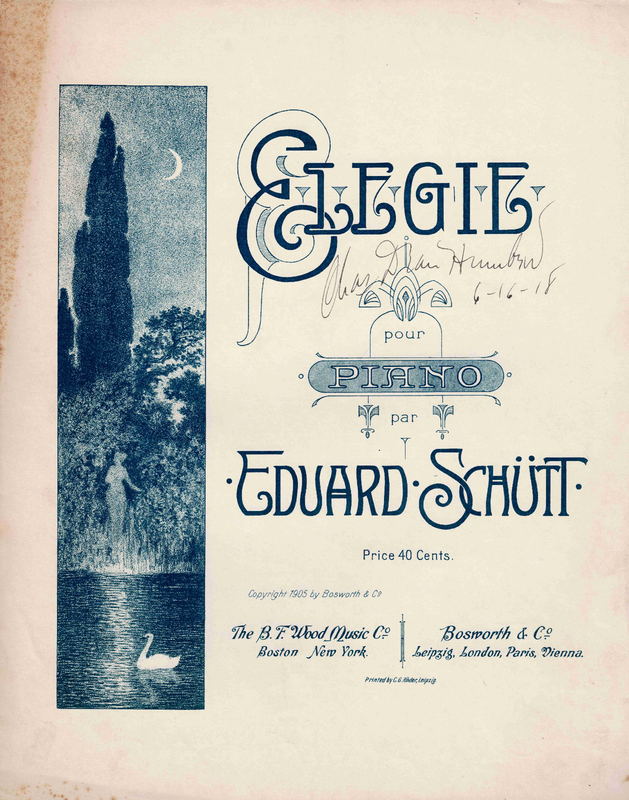 ELEGIE
6-16-18
pour
PIANO
par
·EDUARD·SCHÜTT·
Price 40 Cents.
Copyright 1905 by Bosworth & Co
The B. F. Wood Music Co.
Boston New York.
Bosworth & Co.
Leipzig, London, Paris, Vienna.
Printed by C.G. Röder, Leipzig.